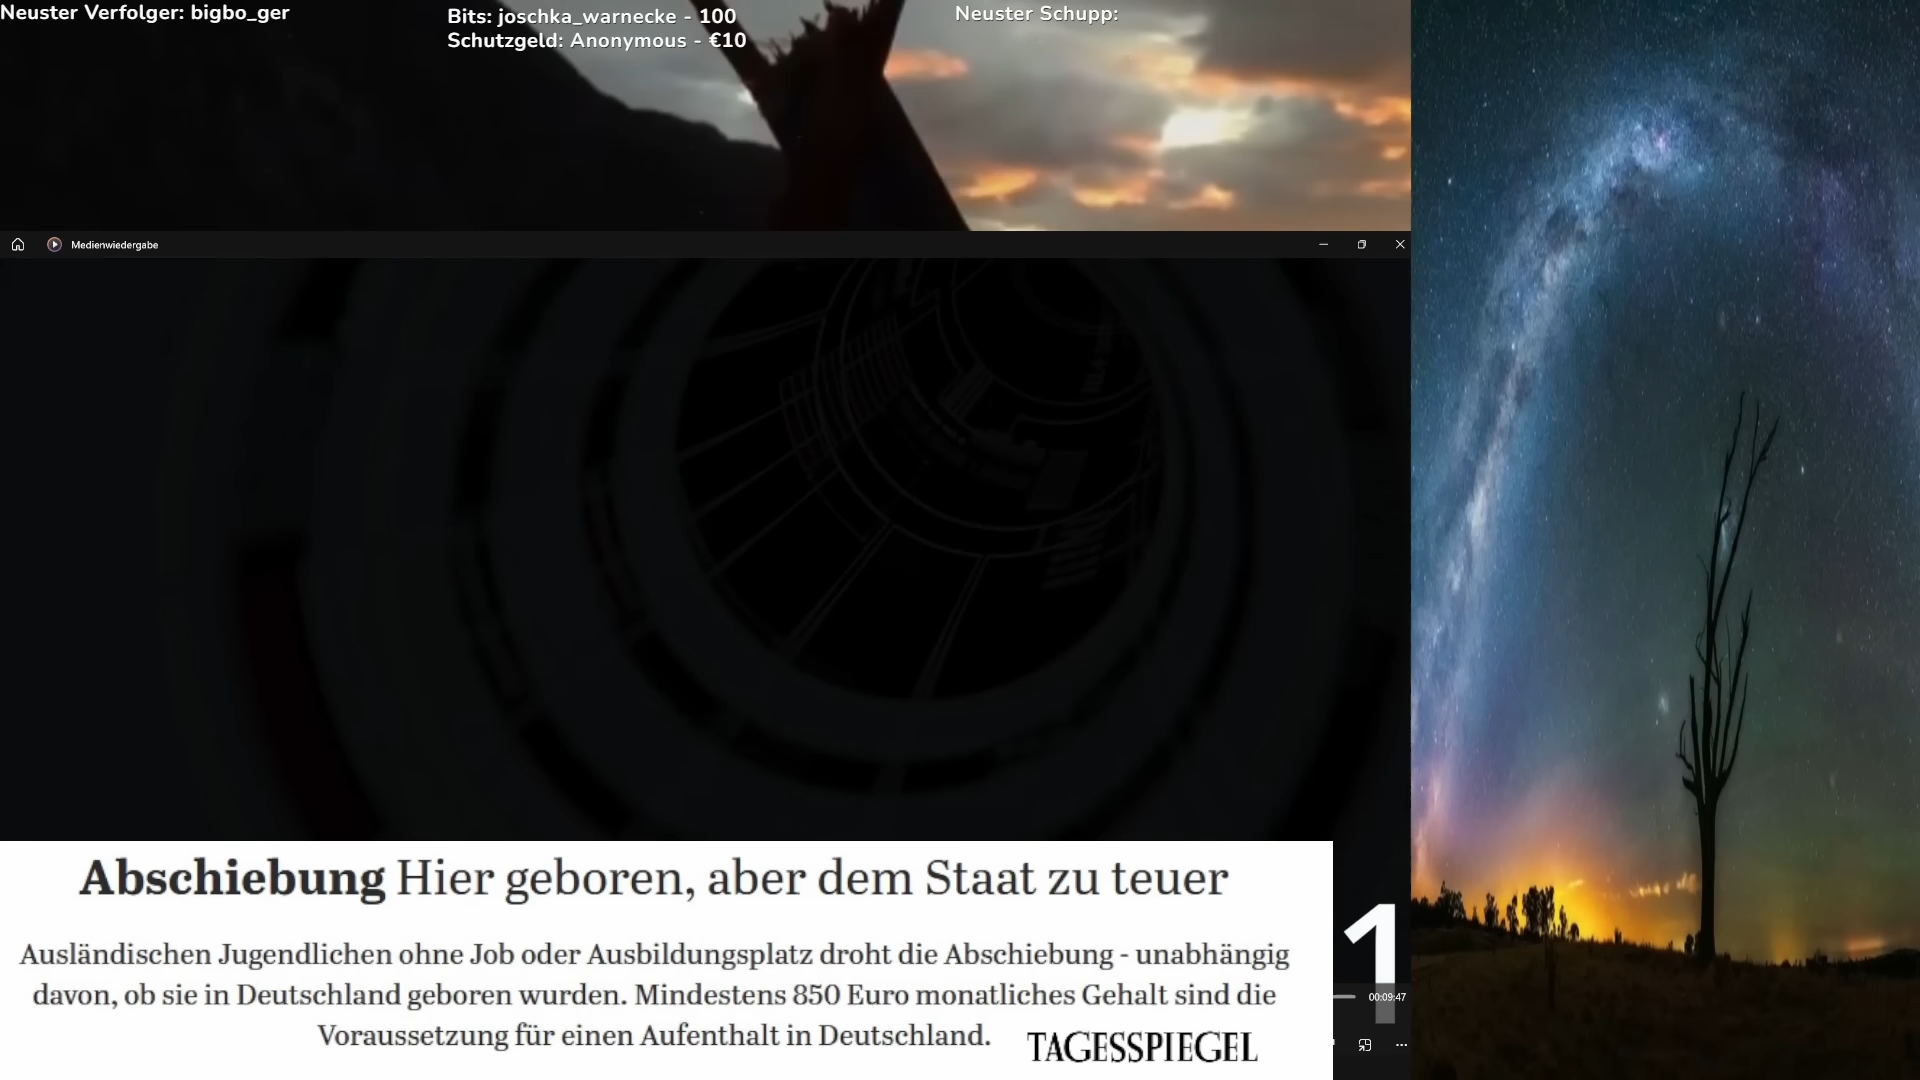 Neuster Verfolger: bigbo_ger
Bits: joschka_warnecke - 100
Schutzgeld: Anonymous - €10
Neuster Schupp:
Medienwiedergabe
Abschiebung Hier geboren, aber dem Staat zu teuer
Ausländischen Jugendlichen ohne Job oder Ausbildungsplatz droht die Abschiebung - unabhängig
davon, ob sie in Deutschland geboren wurden. Mindestens 850 Euro monatliches Gehalt sind die
Voraussetzung für einen Aufenthalt in Deutschland.
TAGESSPIEGEL
1
00:09:47